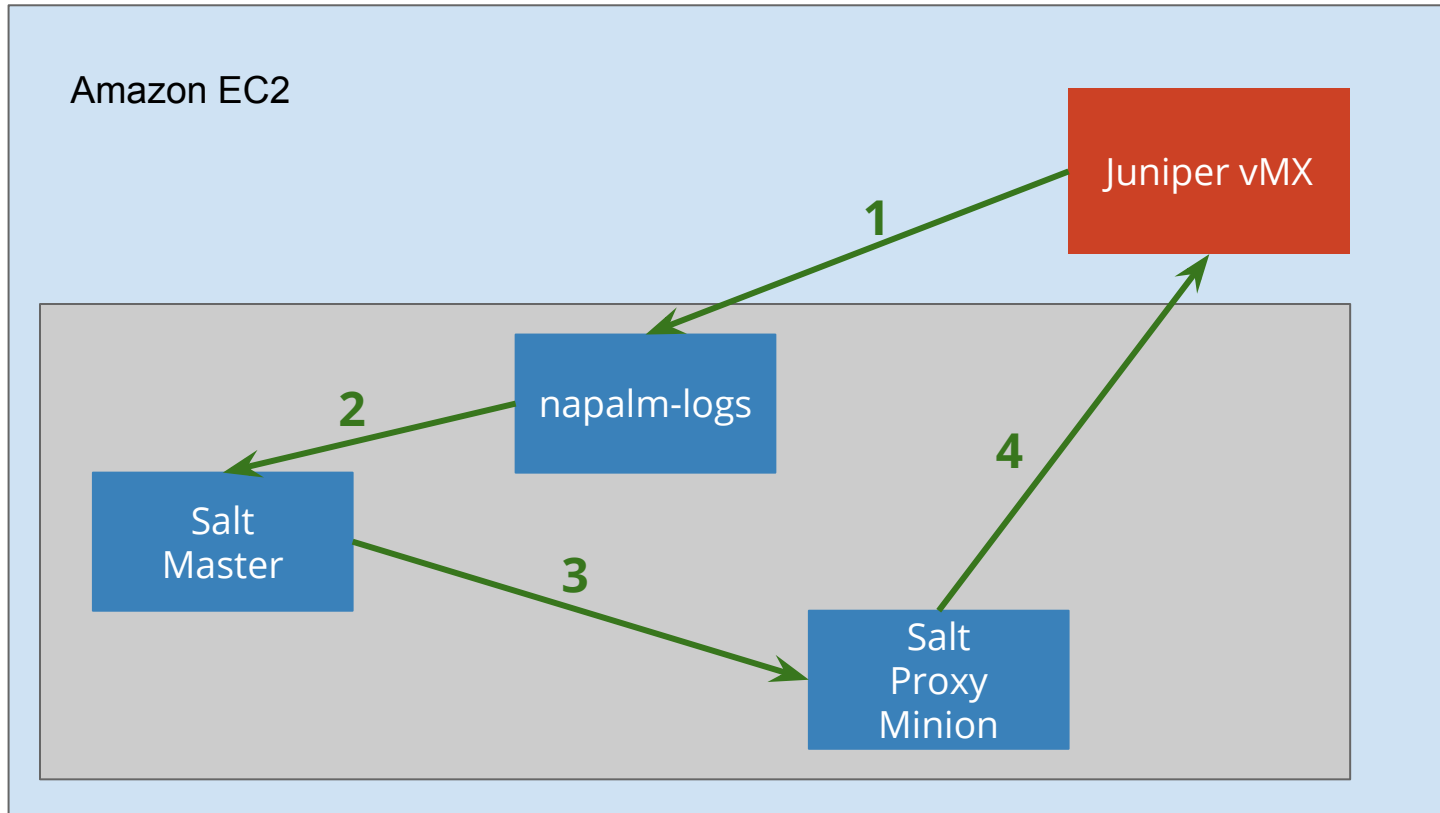 Amazon EC2
Juniper vMX
1
napalm-logs
2
4
Salt
Master
3
Salt
Proxy
Minion